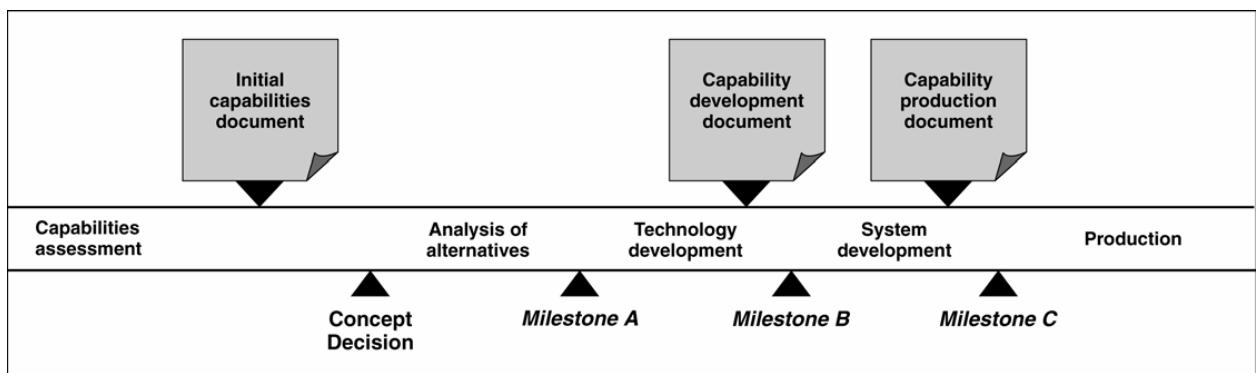 Initial
capabilities
document
Capability
development
document
Capability
production
document
Capabilities
assessment
Analysis of
alternatives
Technology
development
System
development
Production
Concept
Decision
Milestone A
Milestone B
Milestone C